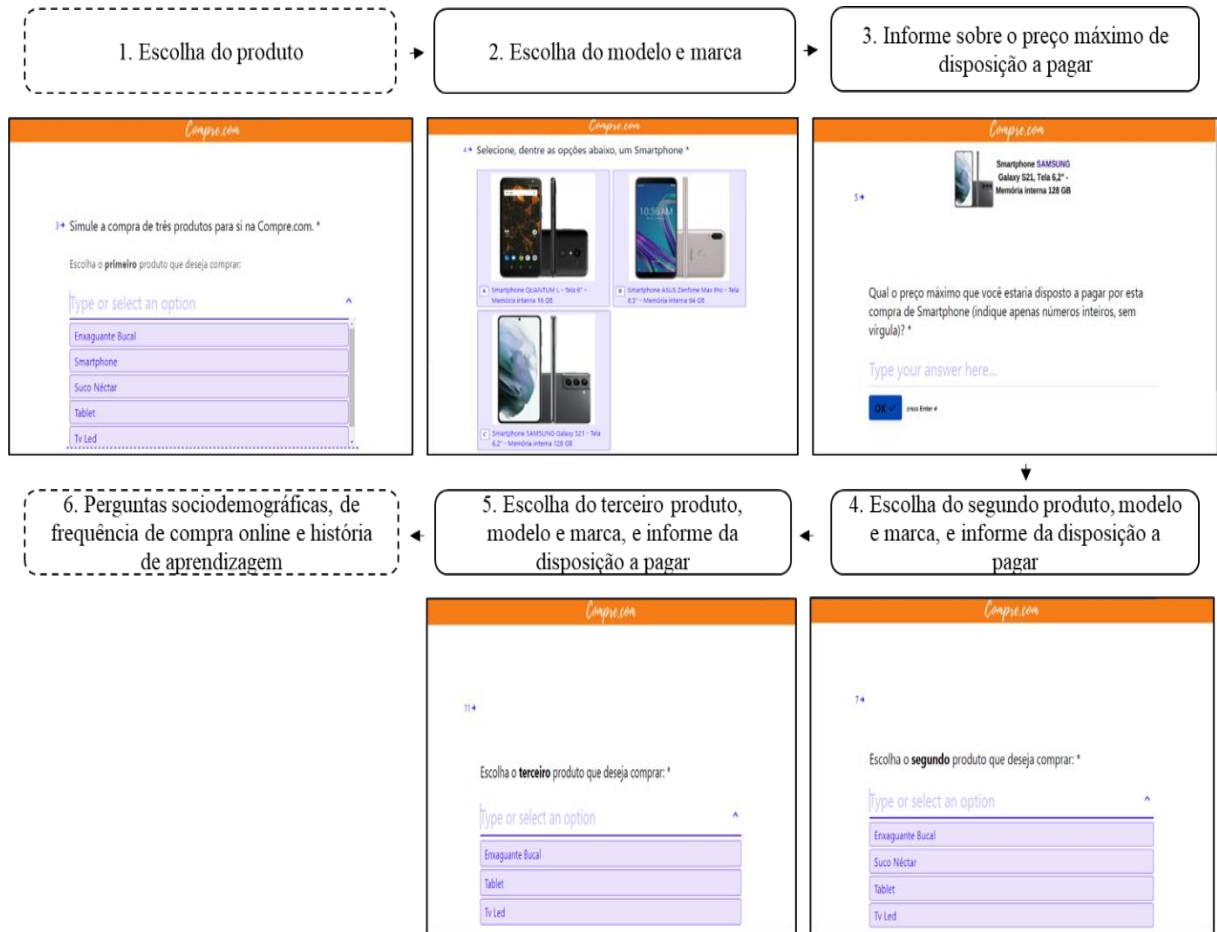 1. Escolha do produto
2. Escolha do modelo e marca
3. Informe sobre o preço máximo de
disposição a pagar
Compre.com
3 Simule a compra de três produtos para si na Compre.com. *
Escolha o primeiro produto que deseja comprar:
Type or select an option
Enxaguante Bucal
Smartphone
Suco Néctar
Tablet
Tv Led
Compre.com
4 Selecione, dentre as opções abaixo, um Smartphone *
10:36 AM
A Smartphone QUANTUM L - Tela 6" -
Memória interna 16 GB
B Smartphone ASUS Zenfone Max Pro - Tela
6,3" - Memória interna 64 GB
C Smartphone SAMSUNG Galaxy S21 - Tela
6,2" - Memória interna 128 GB
Compre.com
Smartphone SAMSUNG
Galaxy S21, Tela 6,2" -
Memória interna 128 GB
5
Qual o preço máximo que você estaria disposto a pagar por esta
compra de Smartphone (indique apenas números inteiros, sem
vírgula)? *
Type your answer here...
OK ✓ press Enter
6. Perguntas sociodemográficas, de
frequência de compra online e história
de aprendizagem
5. Escolha do terceiro produto,
modelo e marca, e informe da
disposição a pagar
4. Escolha do segundo produto, modelo
e marca, e informe da disposição a
pagar
Compre.com
11
Escolha o terceiro produto que deseja comprar: *
Type or select an option
Enxaguante Bucal
Tablet
Tv Led
Compre.com
7
Escolha o segundo produto que deseja comprar: *
Type or select an option
Enxaguante Bucal
Suco Néctar
Tablet
Tv Led